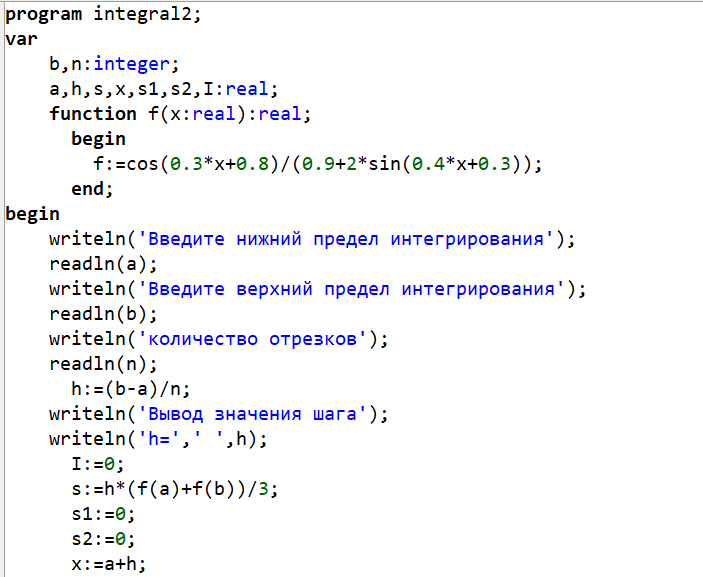 program integral2;
var
b,n:integer;
a,h,s,x,s1,s2,I:real;
function f(x:real):real;
begin
f:=cos(0.3*x+0.8)/(0.9+2*sin(0.4*x+0.3));
end;
begin
writeln('Введите нижний предел интегрирования');
readln(a);
writeln('Введите верхний предел интегрирования');
readln(b);
writeln('количество отрезков');
readln(n);
h:=(b-a)/n;
writeln('Вывод значения шага');
writeln('h=',' ',h);
I:=0;
s:=h*(f(a)+f(b))/3;
s1:=0;
s2:=0;
x:=a+h;